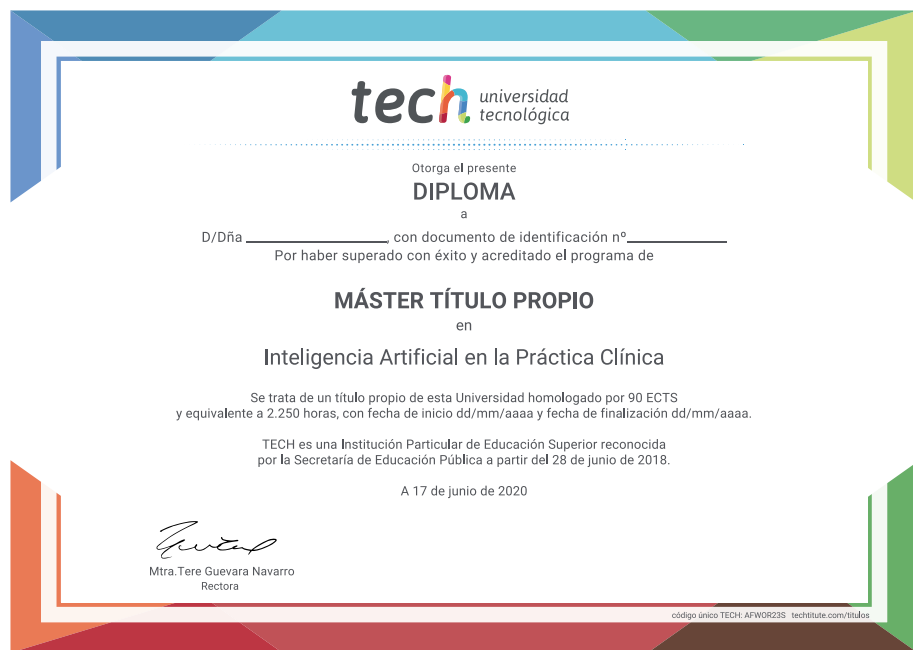 tech universidad
tecnológica
Otorga el presente
DIPLOMA
a
D/Dña ______________, con documento de identificación nº__________
Por haber superado con éxito y acreditado el programa de
MÁSTER TÍTULO PROPIO
en
Inteligencia Artificial en la Práctica Clínica
Se trata de un título propio de esta Universidad homologado por 90 ECTS
y equivalente a 2.250 horas, con fecha de inicio dd/mm/aaaa y fecha de finalización dd/mm/aaaa.
TECH es una Institución Particular de Educación Superior reconocida
por la Secretaría de Educación Pública a partir del 28 de junio de 2018.
A 17 de junio de 2020
Mtra.Tere Guevara Navarro
Rectora
código único TECH: AFWOR23S techtitute.com/titulos